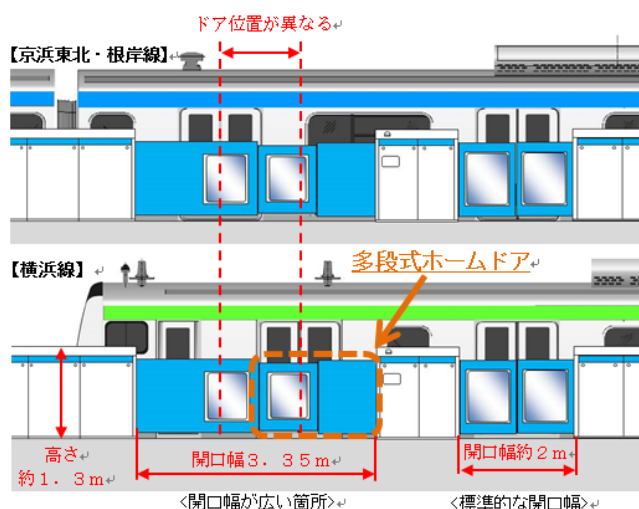 ドア位置が異なる↵
【京浜東北・根岸線】↵
【横浜線】↵
多段式ホームドア↵
高さ↵
約1.3m↵
開口幅3.35m↵
開口幅約2m↵
<開口幅が広い箇所>↵
<標準的な開口幅>↵